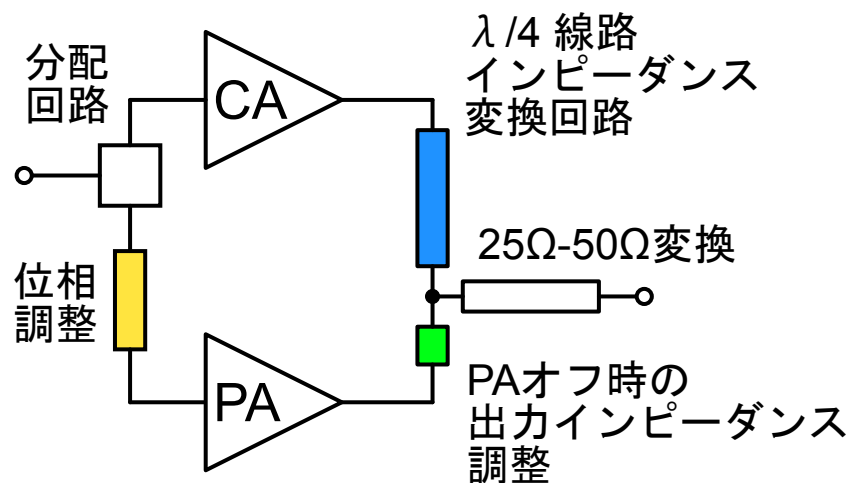 分配
回路
CA
λ/4 線路
インピーダンス
変換回路
25Ω-50Ω変換
位相
調整
PA
PAオフ時の
出力インピーダンス
調整